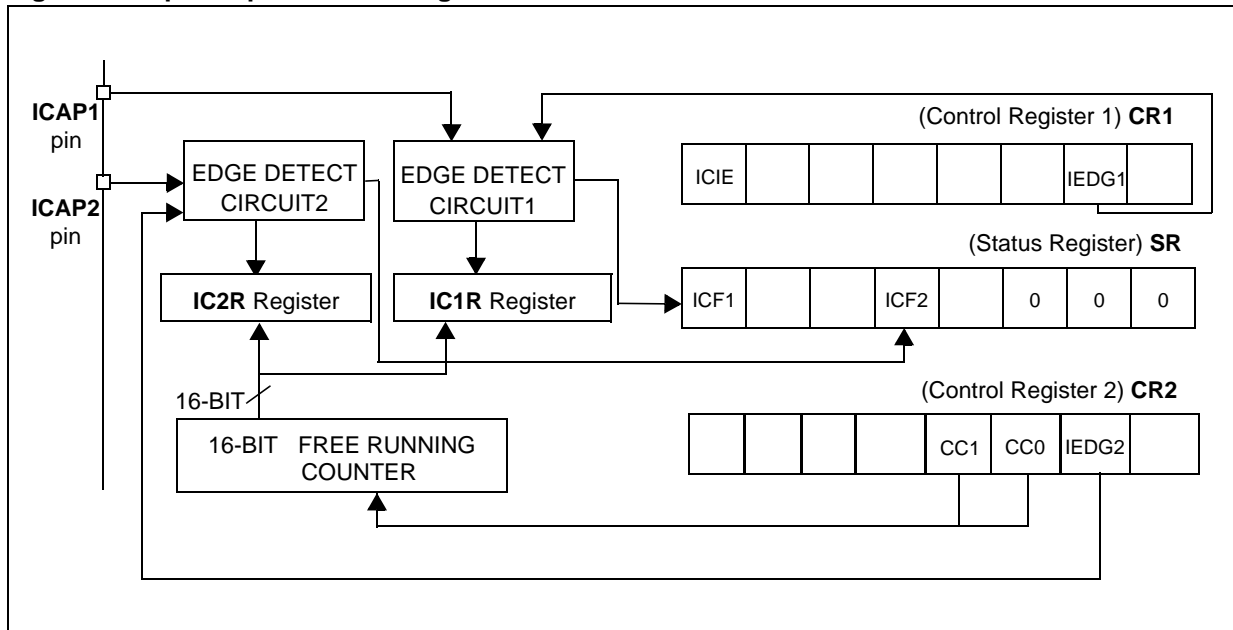 ICAP1
pin
ICAP2
pin
EDGE DETECT
CIRCUIT2
EDGE DETECT
CIRCUIT1
IC2R Register
IC1R Register
16-BIT
16-BIT FREE RUNNING
COUNTER
(Control Register 1) CR1
ICIE IEDG1
(Status Register) SR
ICF1 ICF2 0 0 0
(Control Register 2) CR2
CC1 CC0 IEDG2